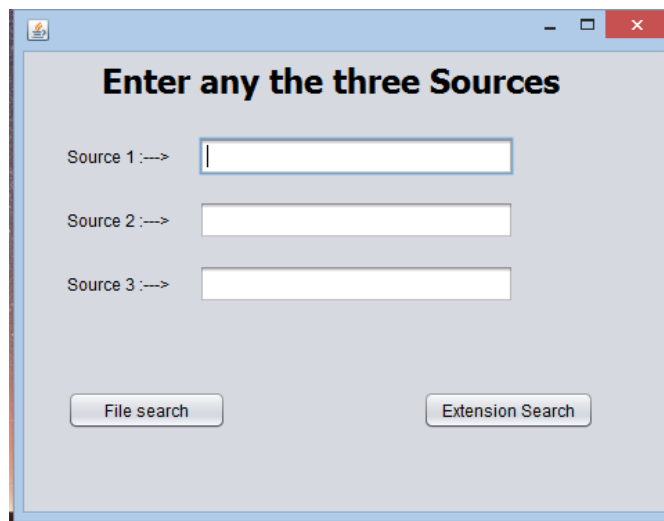 Enter any the three Sources
Source 1 :--->
Source 2 :--->
Source 3 :--->
File search
Extension Search